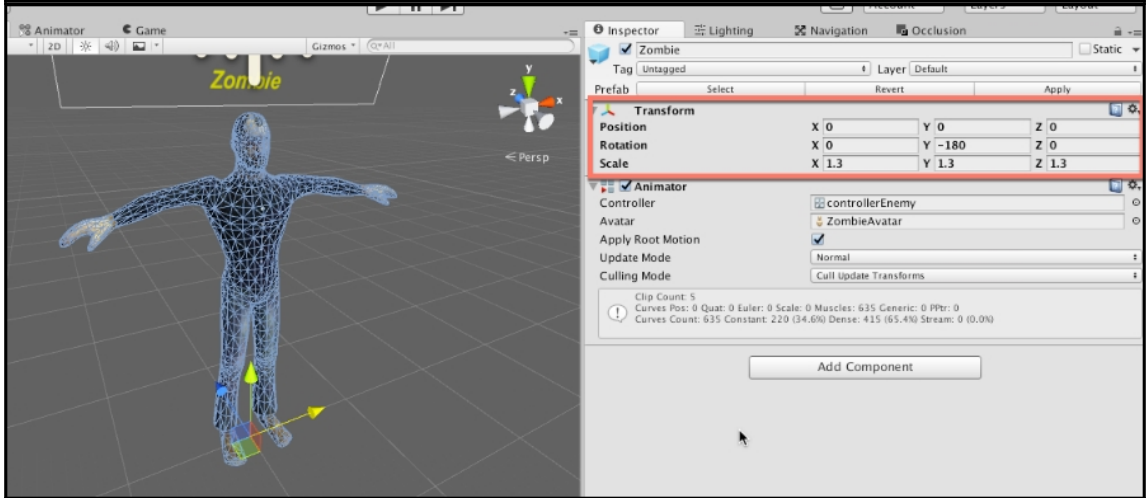 Account Layers Layout
Animator Game
2D Gizmos Q▾All
Zombie
y
z x
Persp
Inspector Lighting Navigation Occlusion
Zombie Static
Tag Untagged Layer Default
Prefab Select Revert Apply
Transform
Position X 0 Y 0 Z 0
Rotation X 0 Y -180 Z 0
Scale X 1.3 Y 1.3 Z 1.3
Animator
Controller controllerEnemy
Avatar ZombieAvatar
Apply Root Motion
Update Mode Normal
Culling Mode Cull Update Transforms
Clip Count: 5
Curves Pos: 0 Quat: 0 Euler: 0 Scale: 0 Muscles: 635 Generic: 0 PPtr: 0
Curves Count: 635 Constant: 220 (34.6%) Dense: 415 (65.4%) Stream: 0 (0.0%)
Add Component